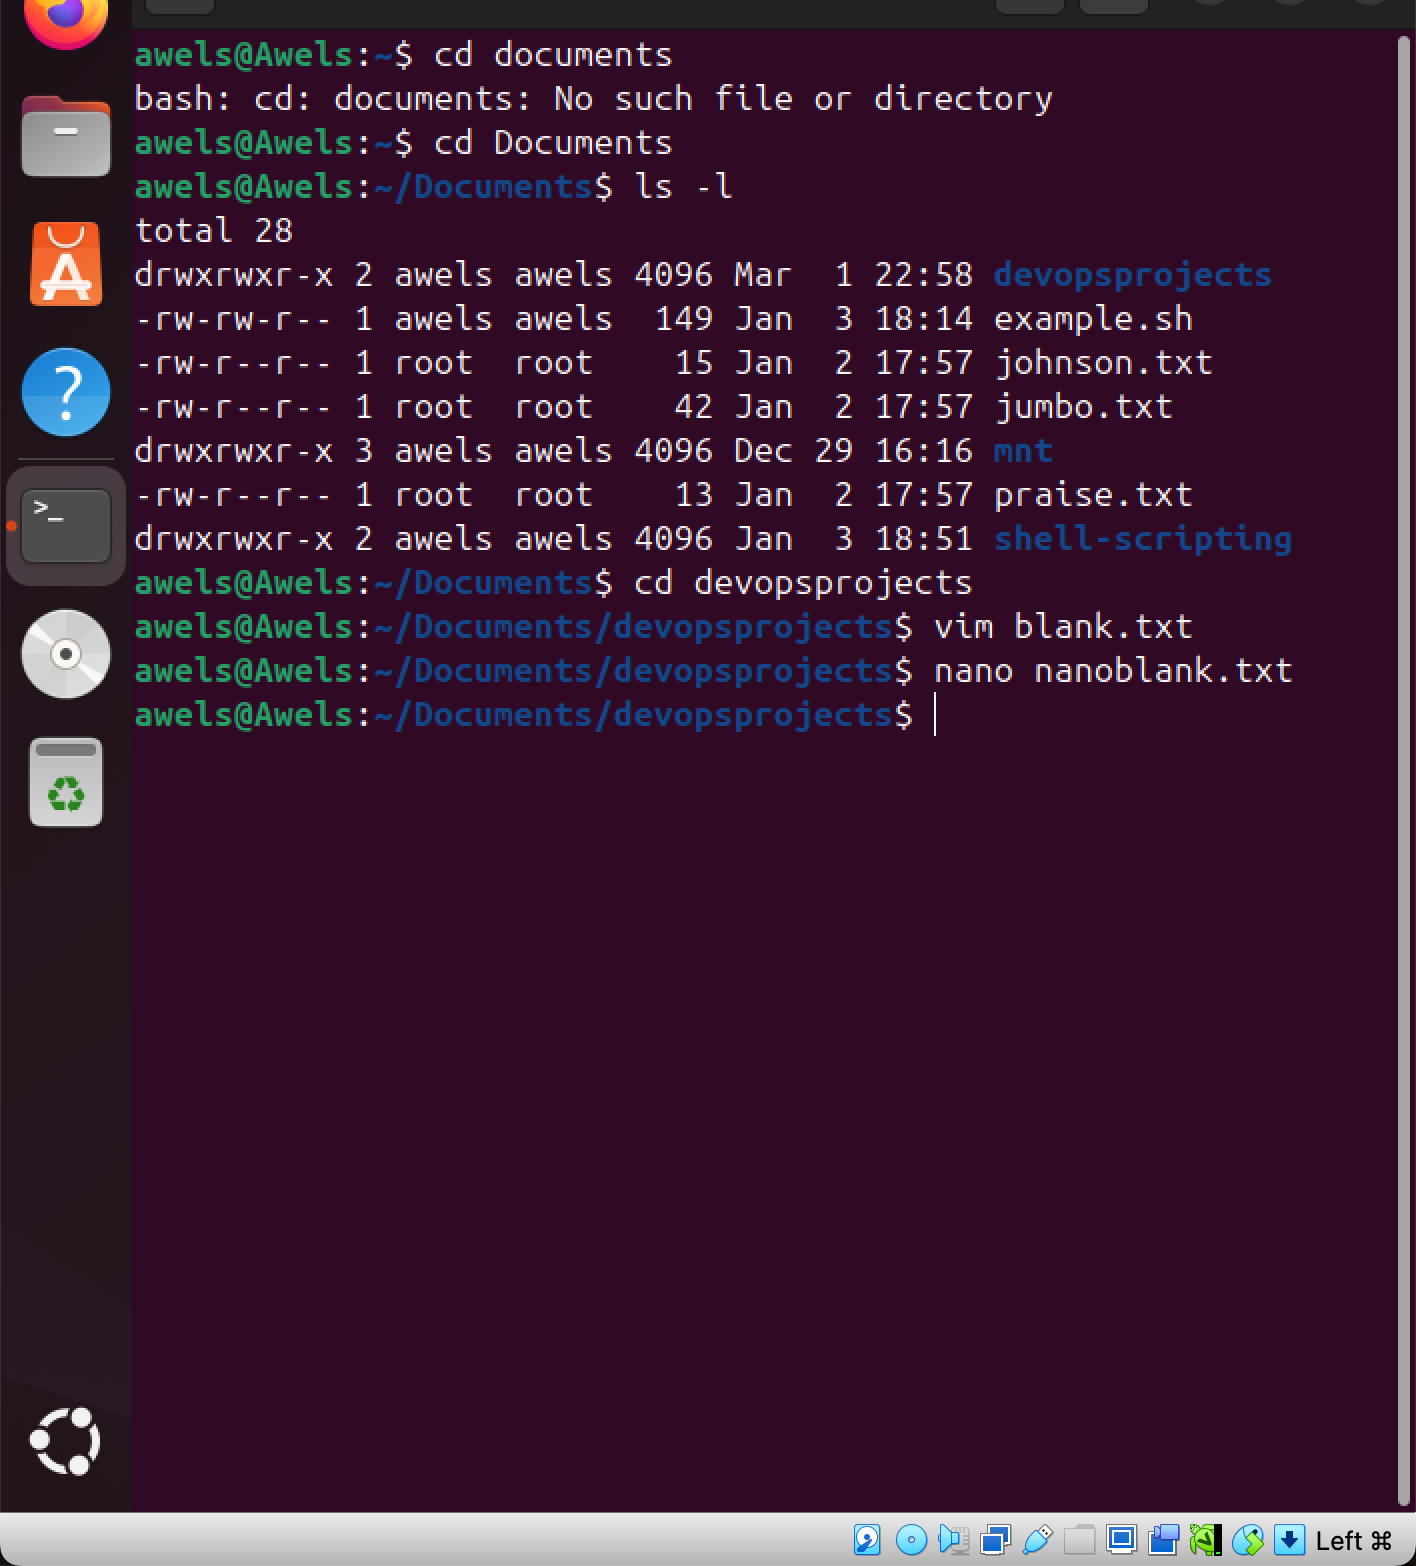 awels@Awels:~$ cd documents
bash: cd: documents: No such file or directory
awels@Awels:~$ cd Documents
awels@Awels:~/Documents$ ls -l
total 28
drwxrwxr-x 2 awels awels 4096 Mar  1 22:58 devopsprojects
-rw-rw-r-- 1 awels awels  149 Jan  3 18:14 example.sh
-rw-r--r-- 1 root  root    15 Jan  2 17:57 johnson.txt
-rw-r--r-- 1 root  root    42 Jan  2 17:57 jumbo.txt
drwxrwxr-x 3 awels awels 4096 Dec 29 16:16 mnt
-rw-r--r-- 1 root  root    13 Jan  2 17:57 praise.txt
drwxrwxr-x 2 awels awels 4096 Jan  3 18:51 shell-scripting
awels@Awels:~/Documents$ cd devopsprojects
awels@Awels:~/Documents/devopsprojects$ vim blank.txt
awels@Awels:~/Documents/devopsprojects$ nano nanoblank.txt
awels@Awels:~/Documents/devopsprojects$
Left ⌘